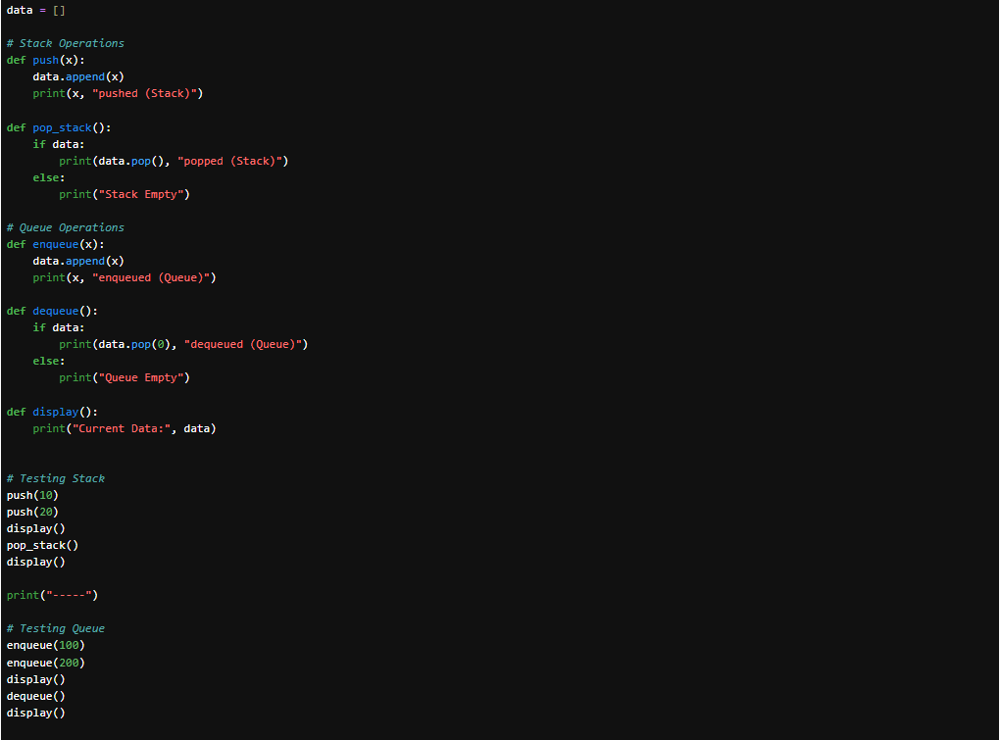 data = []

# Stack Operations
def push(x):
    data.append(x)
    print(x, "pushed (Stack)")

def pop_stack():
    if data:
        print(data.pop(), "popped (Stack)")
    else:
        print("Stack Empty")

# Queue Operations
def enqueue(x):
    data.append(x)
    print(x, "enqueued (Queue)")

def dequeue():
    if data:
        print(data.pop(0), "dequeued (Queue)")
    else:
        print("Queue Empty")

def display():
    print("Current Data:", data)


# Testing Stack
push(10)
push(20)
display()
pop_stack()
display()

print("-----")

# Testing Queue
enqueue(100)
enqueue(200)
display()
dequeue()
display()